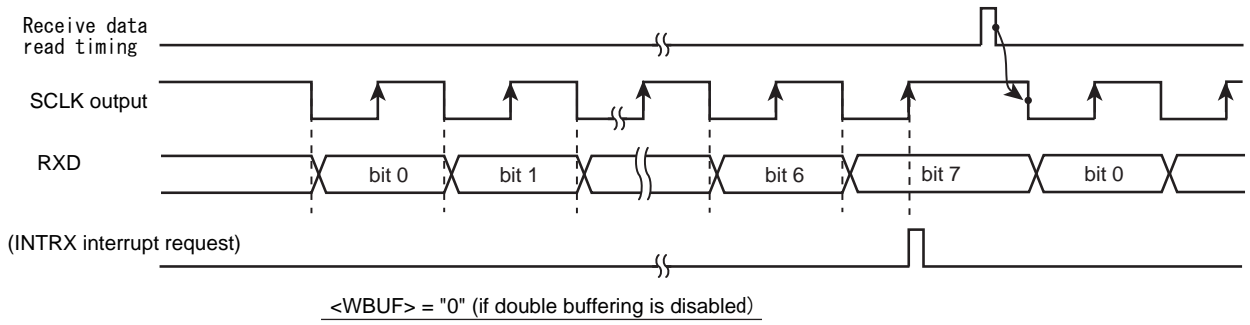 Receive data
read timing
SCLK output
RXD
bit 0
bit 1
bit 6
bit 7
bit 0
(INTRX interrupt request)
<WBUF> = "0" (if double buffering is disabled)